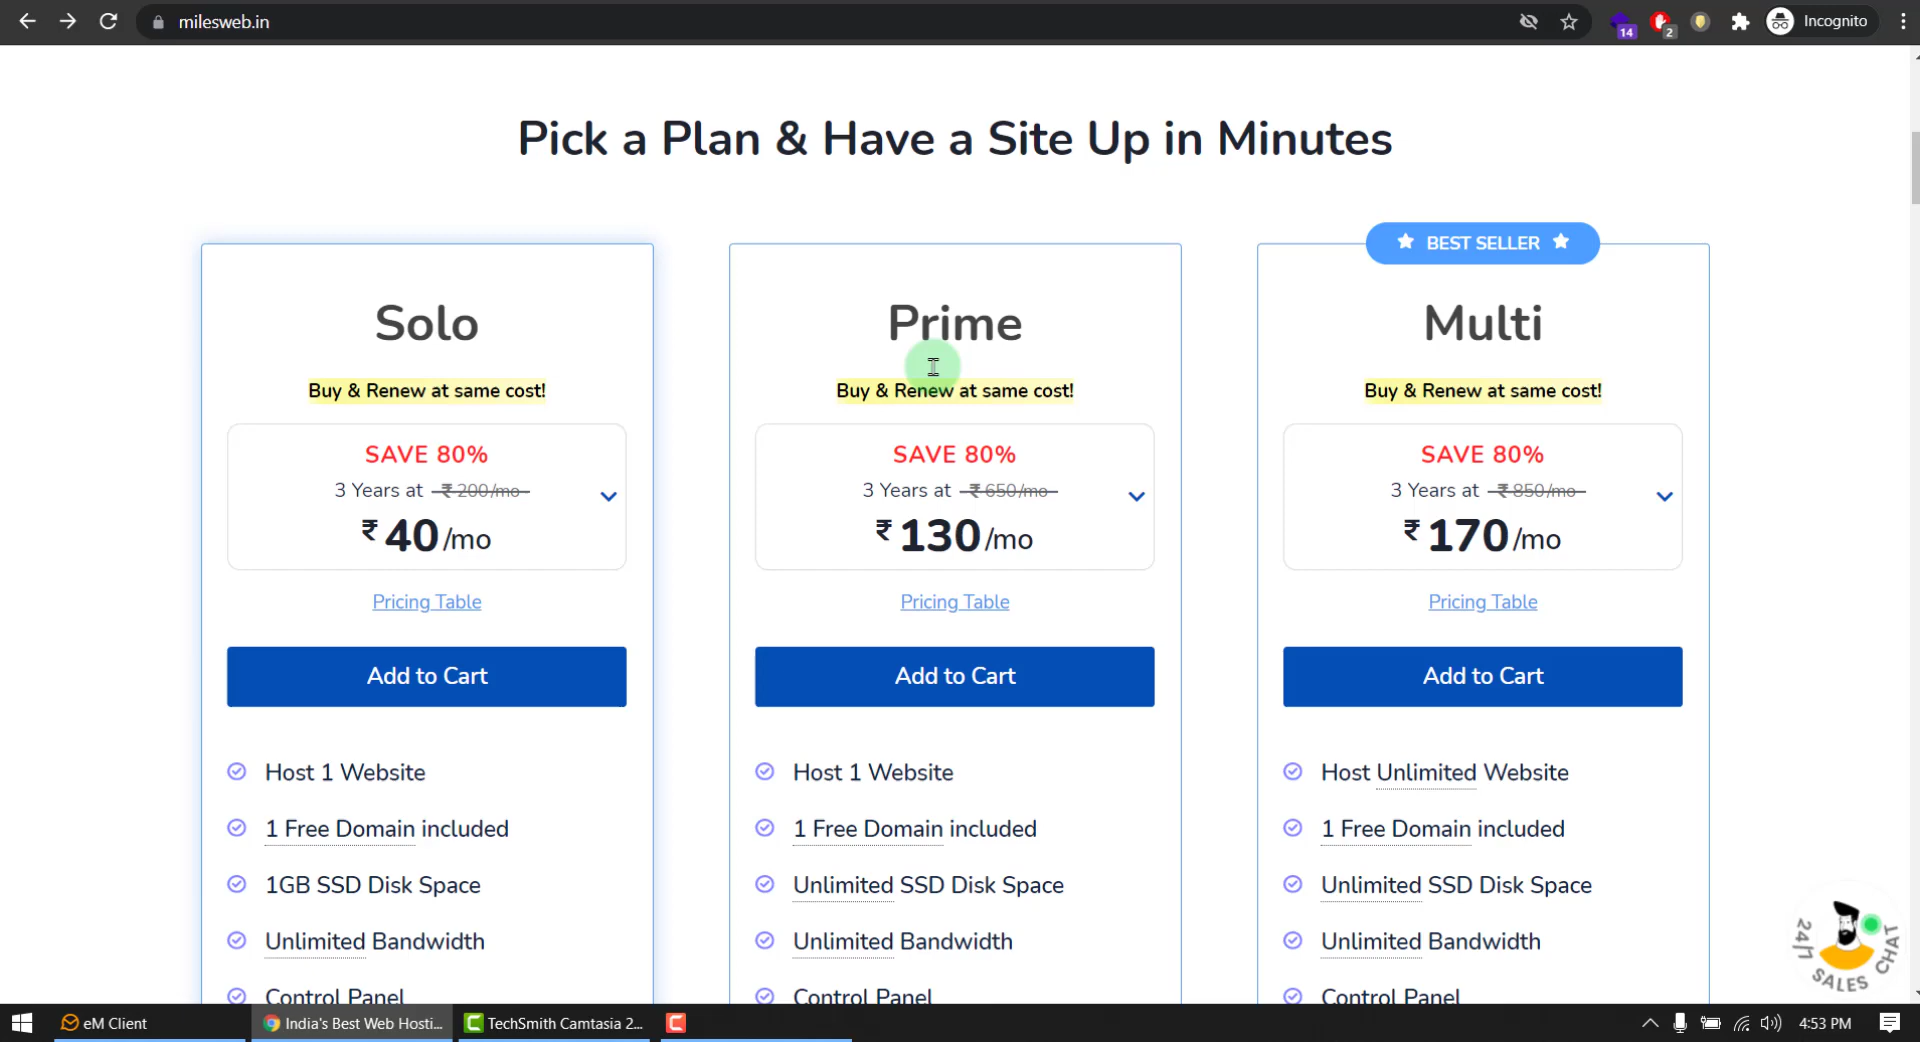 milesweb.in
14
2
Incognito
Pick a Plan & Have a Site Up in Minutes
Solo
Buy & Renew at same cost!
SAVE 80%
3 Years at ₹ 200/mo
₹ 40 /mo
Pricing Table
Add to Cart
Host 1 Website
1 Free Domain included
1GB SSD Disk Space
Unlimited Bandwidth
Control Panel
Prime
Buy & Renew at same cost!
SAVE 80%
3 Years at ₹ 650/mo
₹ 130 /mo
Pricing Table
Add to Cart
Host 1 Website
1 Free Domain included
Unlimited SSD Disk Space
Unlimited Bandwidth
Control Panel
BEST SELLER
Multi
Buy & Renew at same cost!
SAVE 80%
3 Years at ₹ 850/mo
₹ 170 /mo
Pricing Table
Add to Cart
Host Unlimited Website
1 Free Domain included
Unlimited SSD Disk Space
Unlimited Bandwidth
Control Panel
24/7 SALES CHAT
eM Client
India's Best Web Hosti...
TechSmith Camtasia 2...
4:53 PM